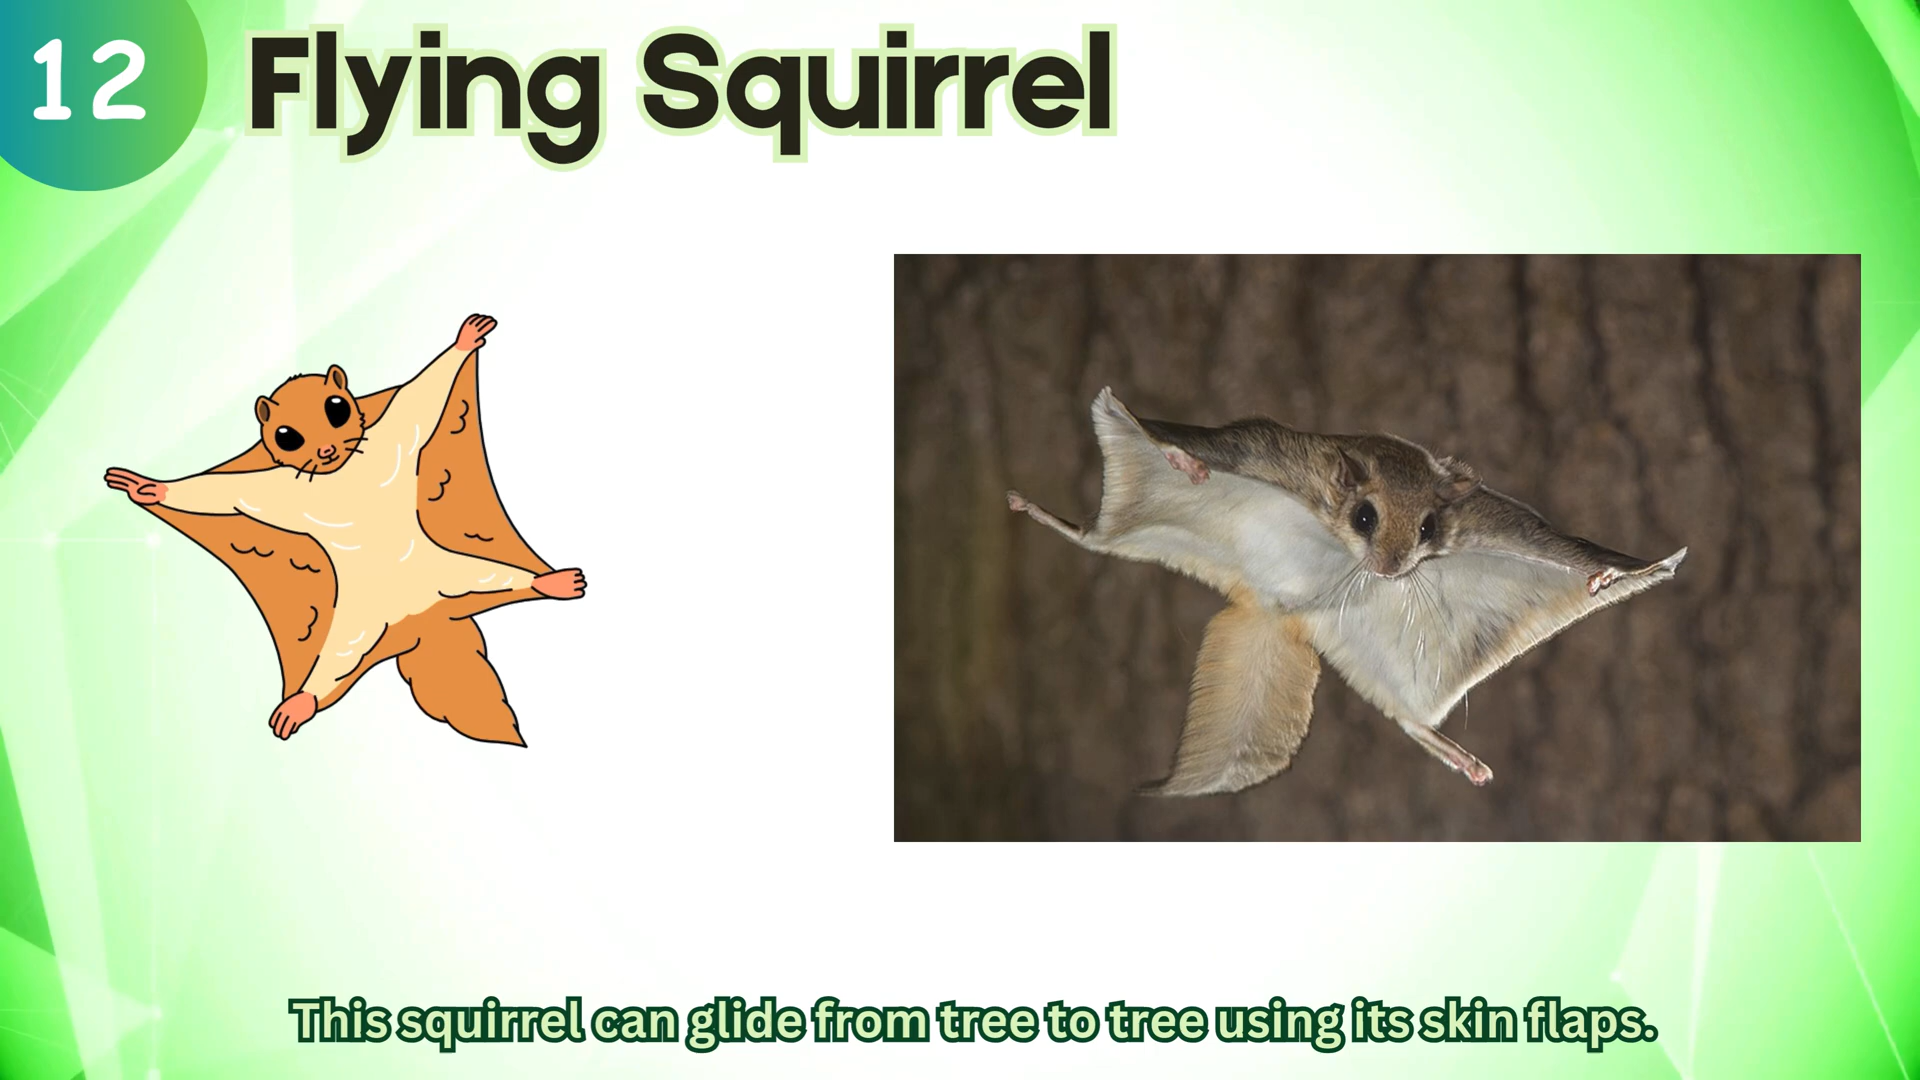 12
Flying Squirrel
This squirrel can glide from tree to tree using its skin flaps.